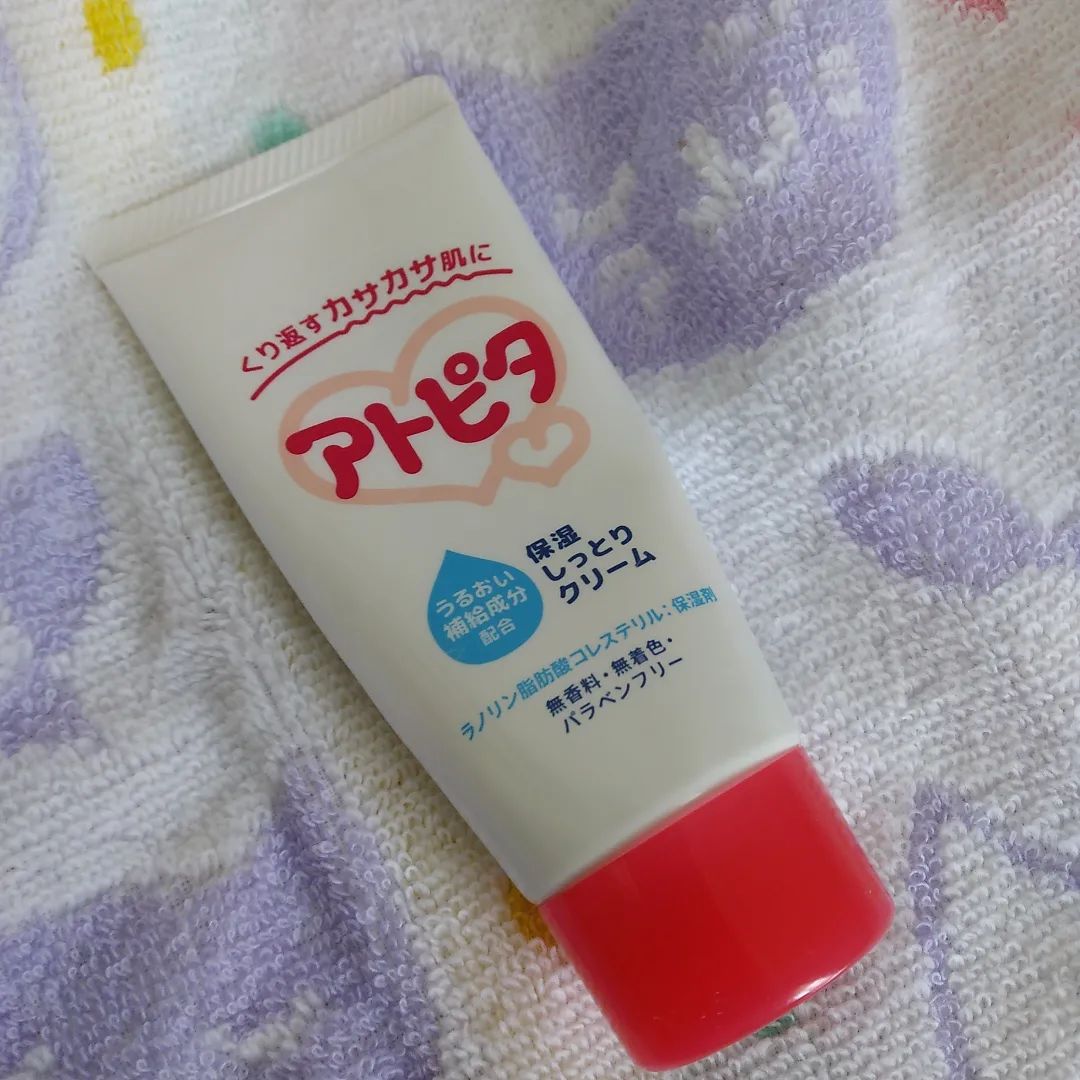 くり返すカサカサ肌に
アトピタ
保湿
しっとり
クリーム
うるおい
補給成分
配合
ラノリン脂肪酸コレステリル：保湿剤
無香料・無着色・
パラベンフリー